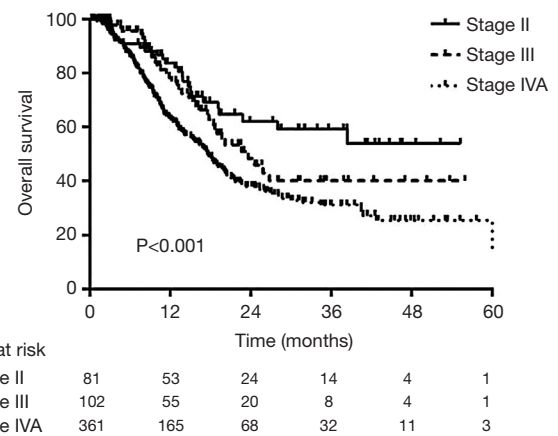 100
80
60
40
20
0
Overall survival
Stage II
Stage III
Stage IVA
P<0.001
0 12 24 36 48 60
Time (months)
at risk
e II 81 53 24 14 4 1
e III 102 55 20 8 4 1
e IVA 361 165 68 32 11 3